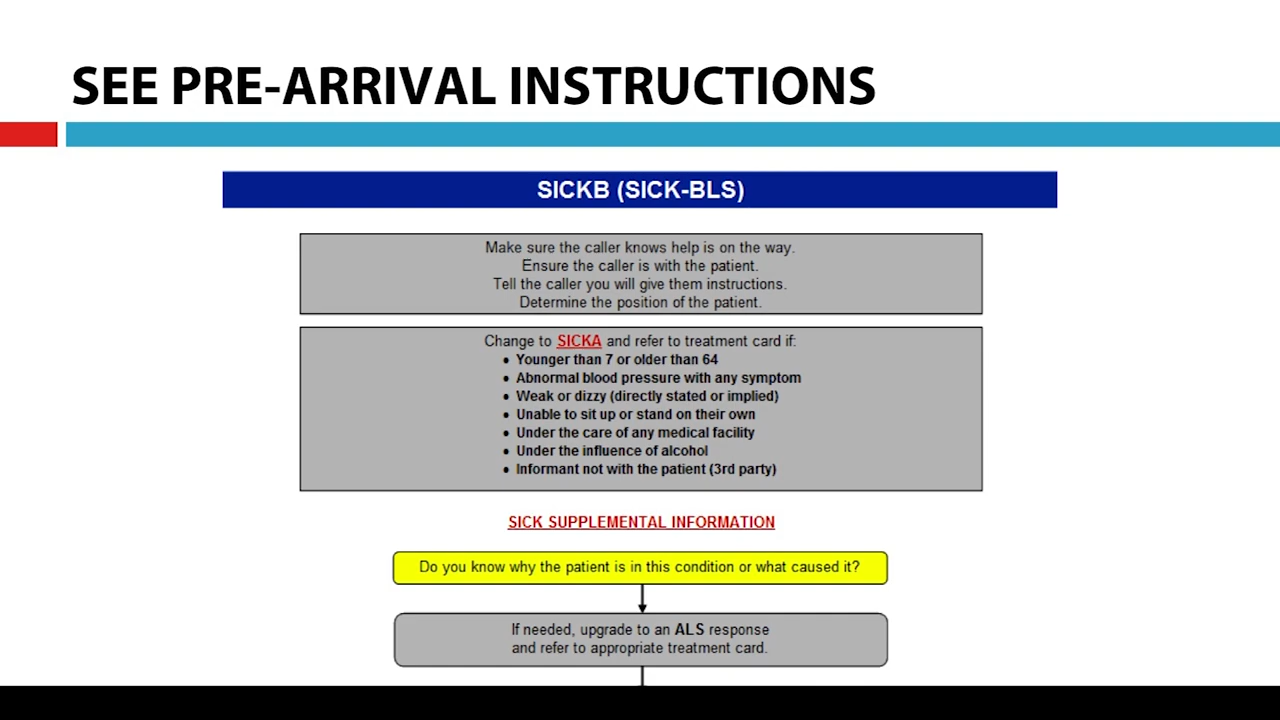 SEE PRE-ARRIVAL INSTRUCTIONS
SICKB (SICK-BLS)
Make sure the caller knows help is on the way.
Ensure the caller is with the patient.
Tell the caller you will give them instructions.
Determine the position of the patient.
Change to SICKA and refer to treatment card if:
• Younger than 7 or older than 64
• Abnormal blood pressure with any symptom
• Weak or dizzy (directly stated or implied)
• Unable to sit up or stand on their own
• Under the care of any medical facility
• Under the influence of alcohol
• Informant not with the patient (3rd party)
SICK SUPPLEMENTAL INFORMATION
Do you know why the patient is in this condition or what caused it?
If needed, upgrade to an ALS response
and refer to appropriate treatment card.